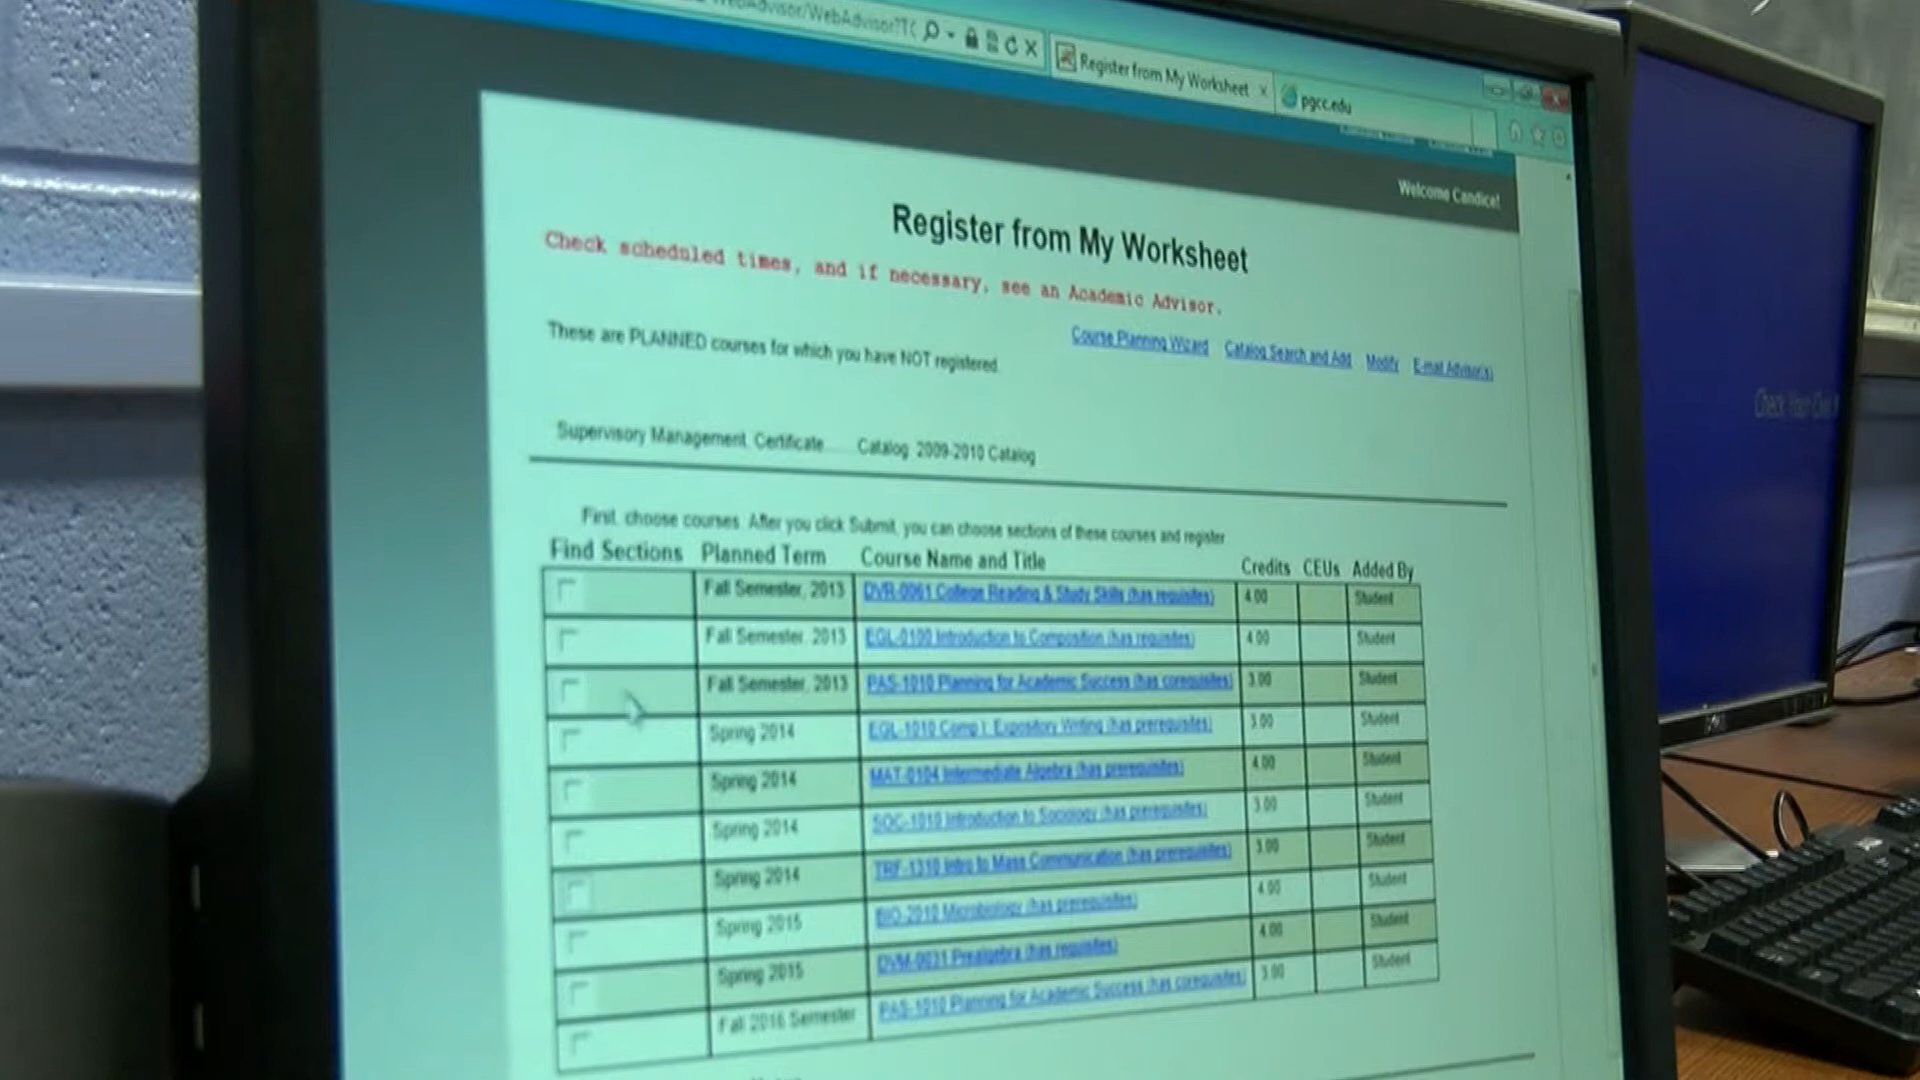 WebAdvisor/WebAdvisor?T
Register from My Worksheet
pgcc.edu
Welcome Candice!
Register from My Worksheet
Check scheduled times, and if necessary, see an Academic Advisor.
Course Planning Wizard Catalog Search and Add Modify E-mail Advisor(s)
These are PLANNED courses for which you have NOT registered.
Supervisory Management, Certificate Catalog 2009-2010 Catalog
First, choose courses. After you click Submit, you can choose sections of these courses and register
Find Sections Planned Term Course Name and Title Credits CEUs Added By
Fall Semester, 2013 DVR-0061 College Reading & Study Skills (has requisites) 4.00 Student
Fall Semester, 2013 EGL-0100 Introduction to Composition (has requisites) 4.00 Student
Fall Semester, 2013 PAS-1010 Planning for Academic Success (has corequisites) 3.00 Student
Spring 2014 EGL-1010 Comp I: Expository Writing (has prerequisites) 3.00 Student
Spring 2014 MAT-0104 Intermediate Algebra (has prerequisites) 4.00 Student
Spring 2014 SOC-1010 Introduction to Sociology (has prerequisites) 3.00 Student
Spring 2014 TRF-1310 Intro to Mass Communication (has prerequisites) 3.00 Student
Spring 2015 BIO-2010 Microbiology (has prerequisites) 4.00 Student
Spring 2015 DVM-0031 Prealgebra (has requisites) 4.00 Student
Fall 2016 Semester PAS-1010 Planning for Academic Success (has corequisites) 3.00 Student
Check Your
hp